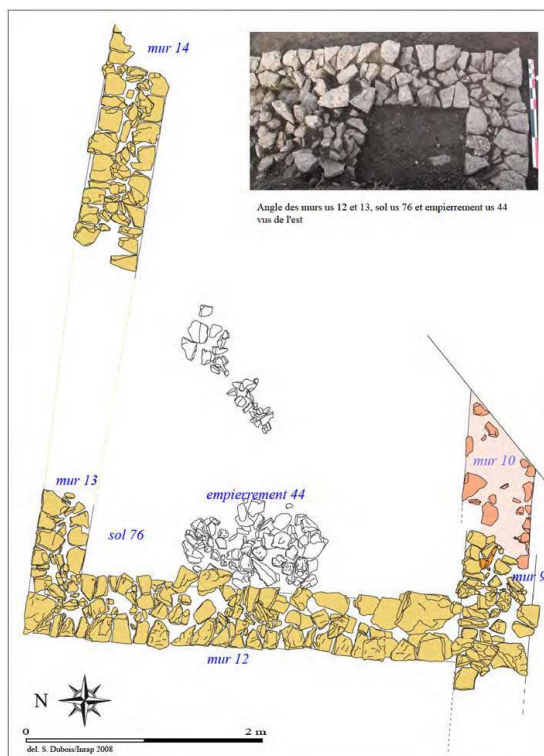 mur 14
Angle des murs us 12 et 13, sol us 76 et empierrement us 44
vus de l'est
mur 10
mur 13
empierrement 44
sol 76
mur 9
mur 12
N
0 2 m
del. S. Dubois/Inrap 2008